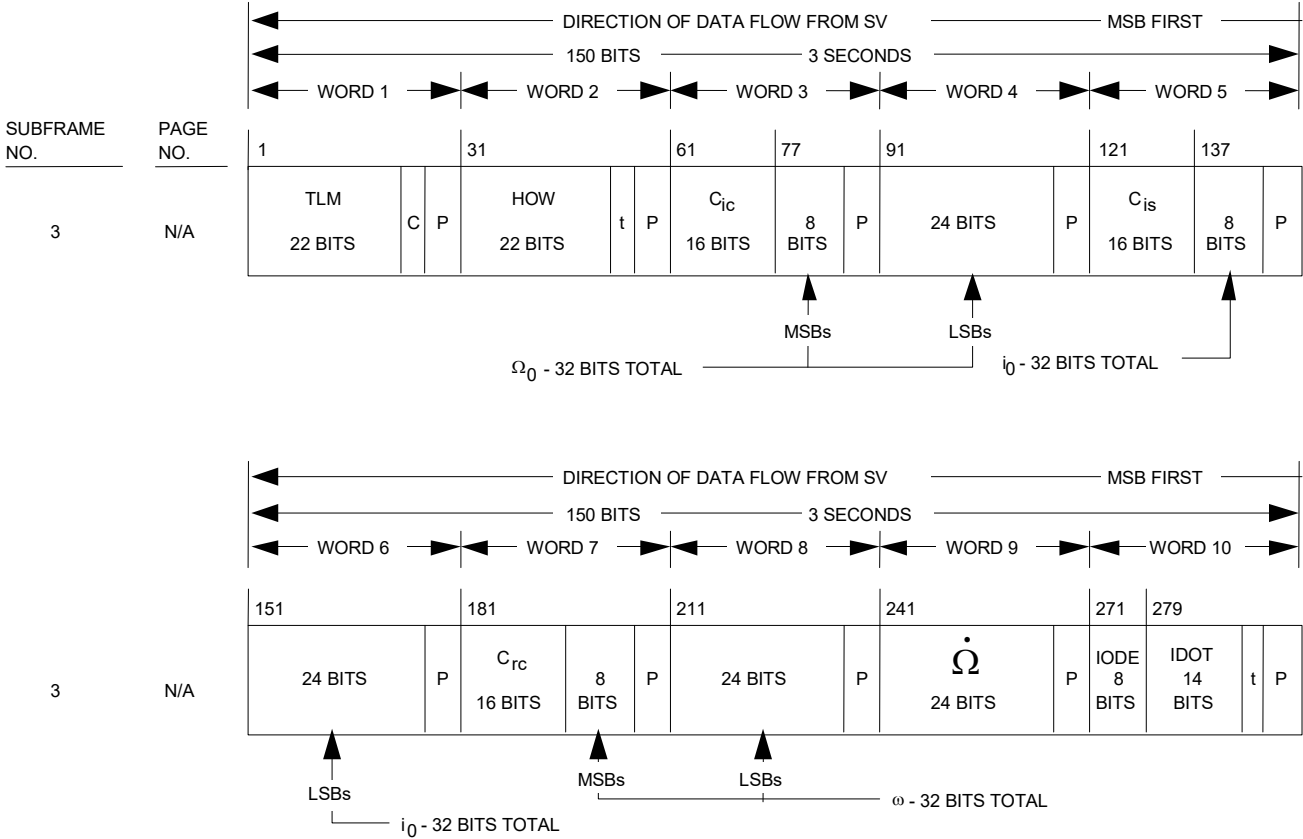 DIRECTION OF DATA FLOW FROM SV MSB FIRST
150 BITS 3 SECONDS
WORD 1 WORD 2 WORD 3 WORD 4 WORD 5
SUBFRAME NO. PAGE NO.
1 31 61 77 91 121 137
3 N/A
TLM 22 BITS C P
HOW 22 BITS t P
Cic 16 BITS 8 BITS P
24 BITS P
Cis 16 BITS 8 BITS P
MSBs LSBs
Ω0 - 32 BITS TOTAL i0 - 32 BITS TOTAL
DIRECTION OF DATA FLOW FROM SV MSB FIRST
150 BITS 3 SECONDS
WORD 6 WORD 7 WORD 8 WORD 9 WORD 10
151 181 211 241 271 279
3 N/A
24 BITS P
Crc 16 BITS 8 BITS P
24 BITS P
Ω̇ 24 BITS P
IODE 8 BITS IDOT 14 BITS t P
LSBs MSBs LSBs
i0 - 32 BITS TOTAL ω - 32 BITS TOTAL